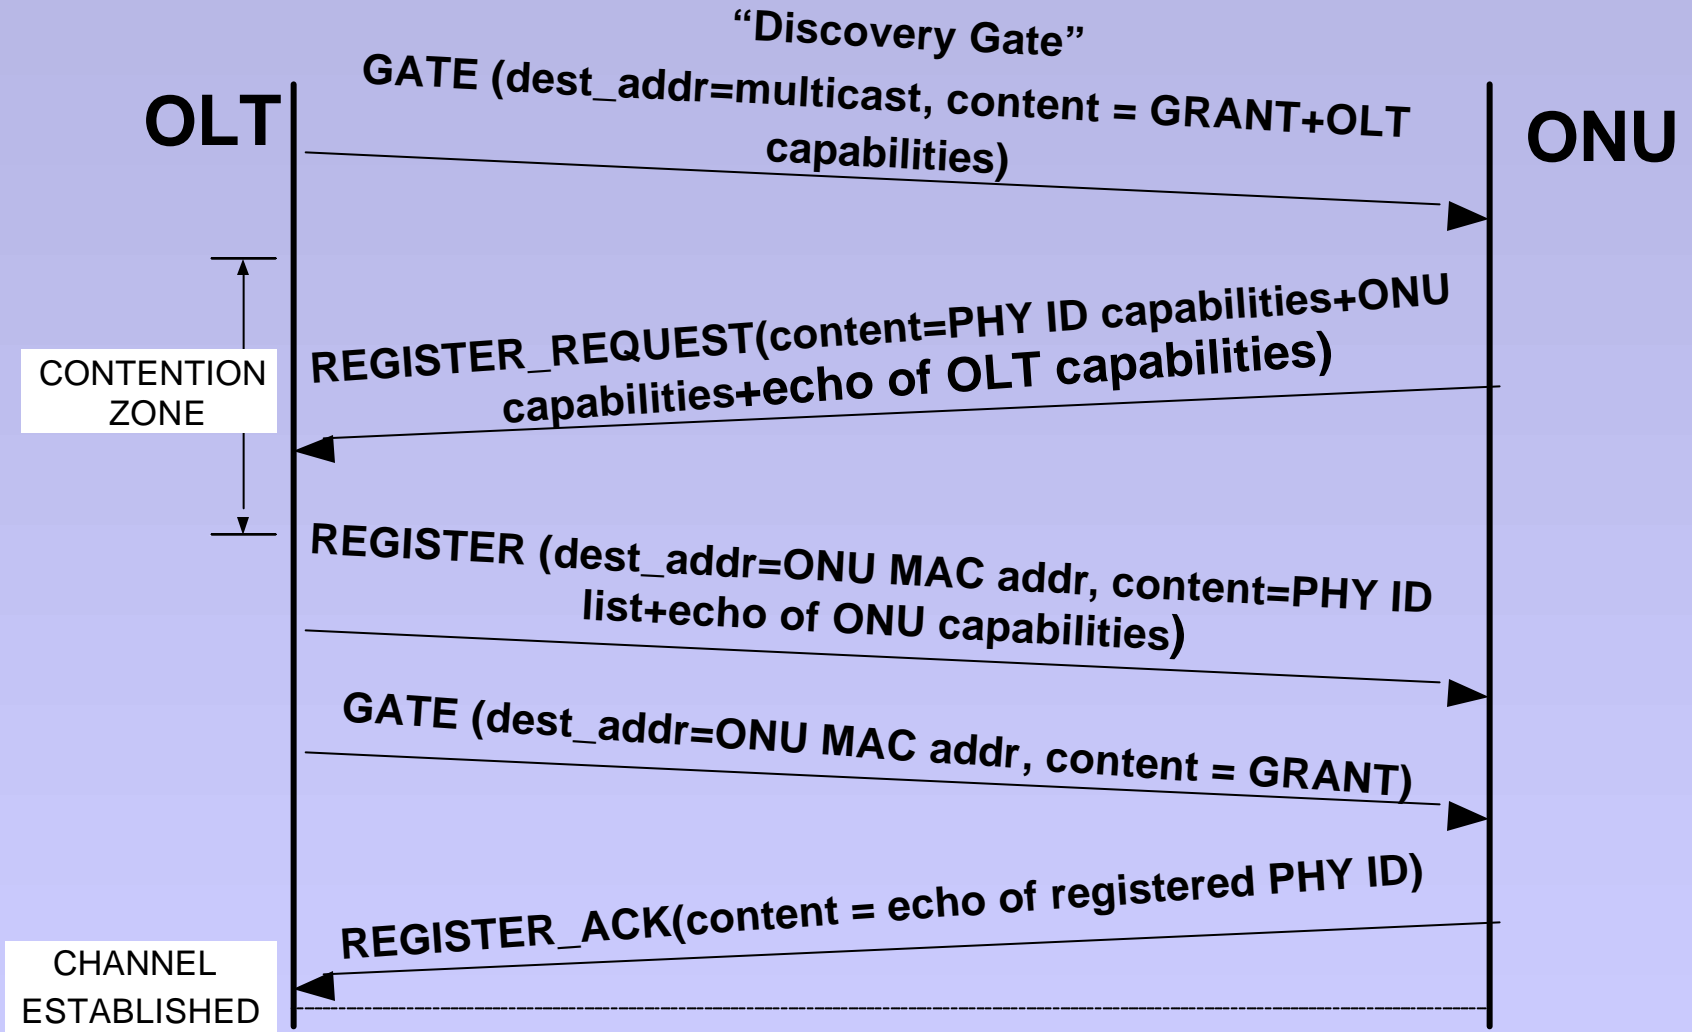 “Discovery Gate”
GATE (dest_addr=multicast, content = GRANT+OLT
capabilities)
OLT
ONU
REGISTER_REQUEST(content=PHY ID capabilities+ONU
capabilities+echo of OLT capabilities)
CONTENTION
ZONE
REGISTER (dest_addr=ONU MAC addr, content=PHY ID
list+echo of ONU capabilities)
GATE (dest_addr=ONU MAC addr, content = GRANT)
REGISTER_ACK(content = echo of registered PHY ID)
CHANNEL
ESTABLISHED